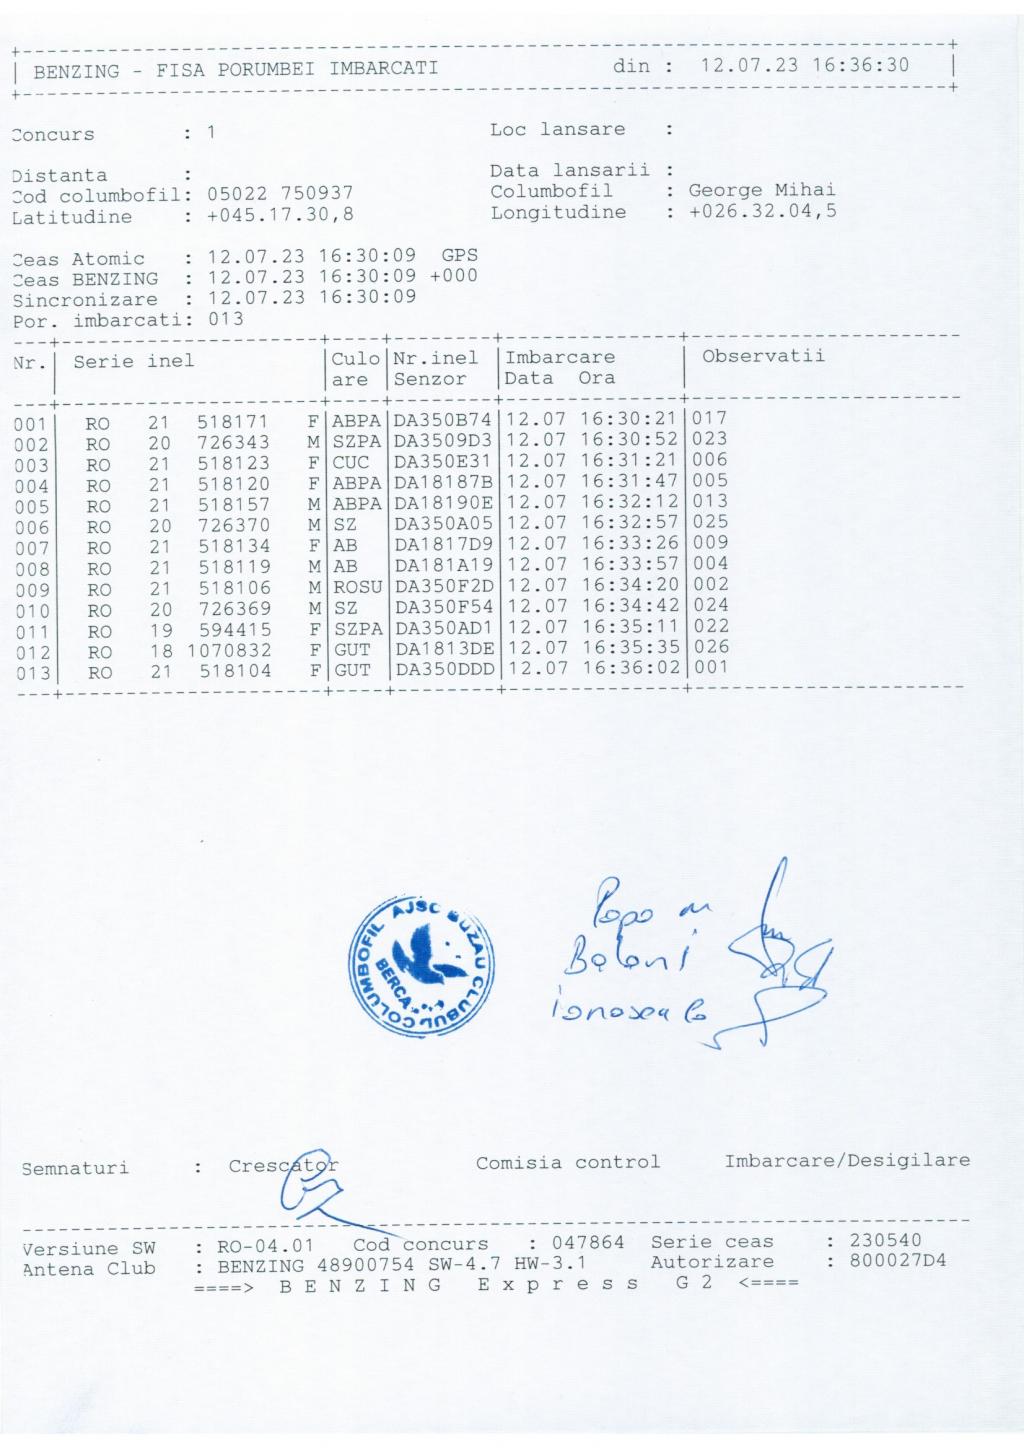 BENZING - FISA PORUMBEI IMBARCATI din : 12.07.23 16:36:30
Concurs : 1 Loc lansare :
Distanta : Data lansarii :
Cod columbofil: 05022 750937 Columbofil : George Mihai
Latitudine : +045.17.30,8 Longitudine : +026.32.04,5
Ceas Atomic : 12.07.23 16:30:09 GPS
Ceas BENZING : 12.07.23 16:30:09 +000
Sincronizare : 12.07.23 16:30:09
Por. imbarcati: 013
Nr. Serie inel Culo Nr.inel Imbarcare Observatii
are Senzor Data Ora
001 RO 21 518171 F ABPA DA350B74 12.07 16:30:21 017
002 RO 20 726343 M SZPA DA3509D3 12.07 16:30:52 023
003 RO 21 518123 F CUC DA350E31 12.07 16:31:21 006
004 RO 21 518120 F ABPA DA18187B 12.07 16:31:47 005
005 RO 21 518157 M ABPA DA18190E 12.07 16:32:12 013
006 RO 20 726370 M SZ DA350A05 12.07 16:32:57 025
007 RO 21 518134 F AB DA1817D9 12.07 16:33:26 009
008 RO 21 518119 M AB DA181A19 12.07 16:33:57 004
009 RO 21 518106 M ROSU DA350F2D 12.07 16:34:20 002
010 RO 20 726369 M SZ DA350F54 12.07 16:34:42 024
011 RO 19 594415 F SZPA DA350AD1 12.07 16:35:11 022
012 RO 18 1070832 F GUT DA1813DE 12.07 16:35:35 026
013 RO 21 518104 F GUT DA350DDD 12.07 16:36:02 001
AJSC BUZAU CLUBUL COLUMBOFIL
BERCA
Semnaturi : Crescator Comisia control Imbarcare/Desigilare
Versiune SW : RO-04.01 Cod concurs : 047864 Serie ceas : 230540
Antena Club : BENZING 48900754 SW-4.7 HW-3.1 Autorizare : 800027D4
====> B E N Z I N G E x p r e s s G 2 <====